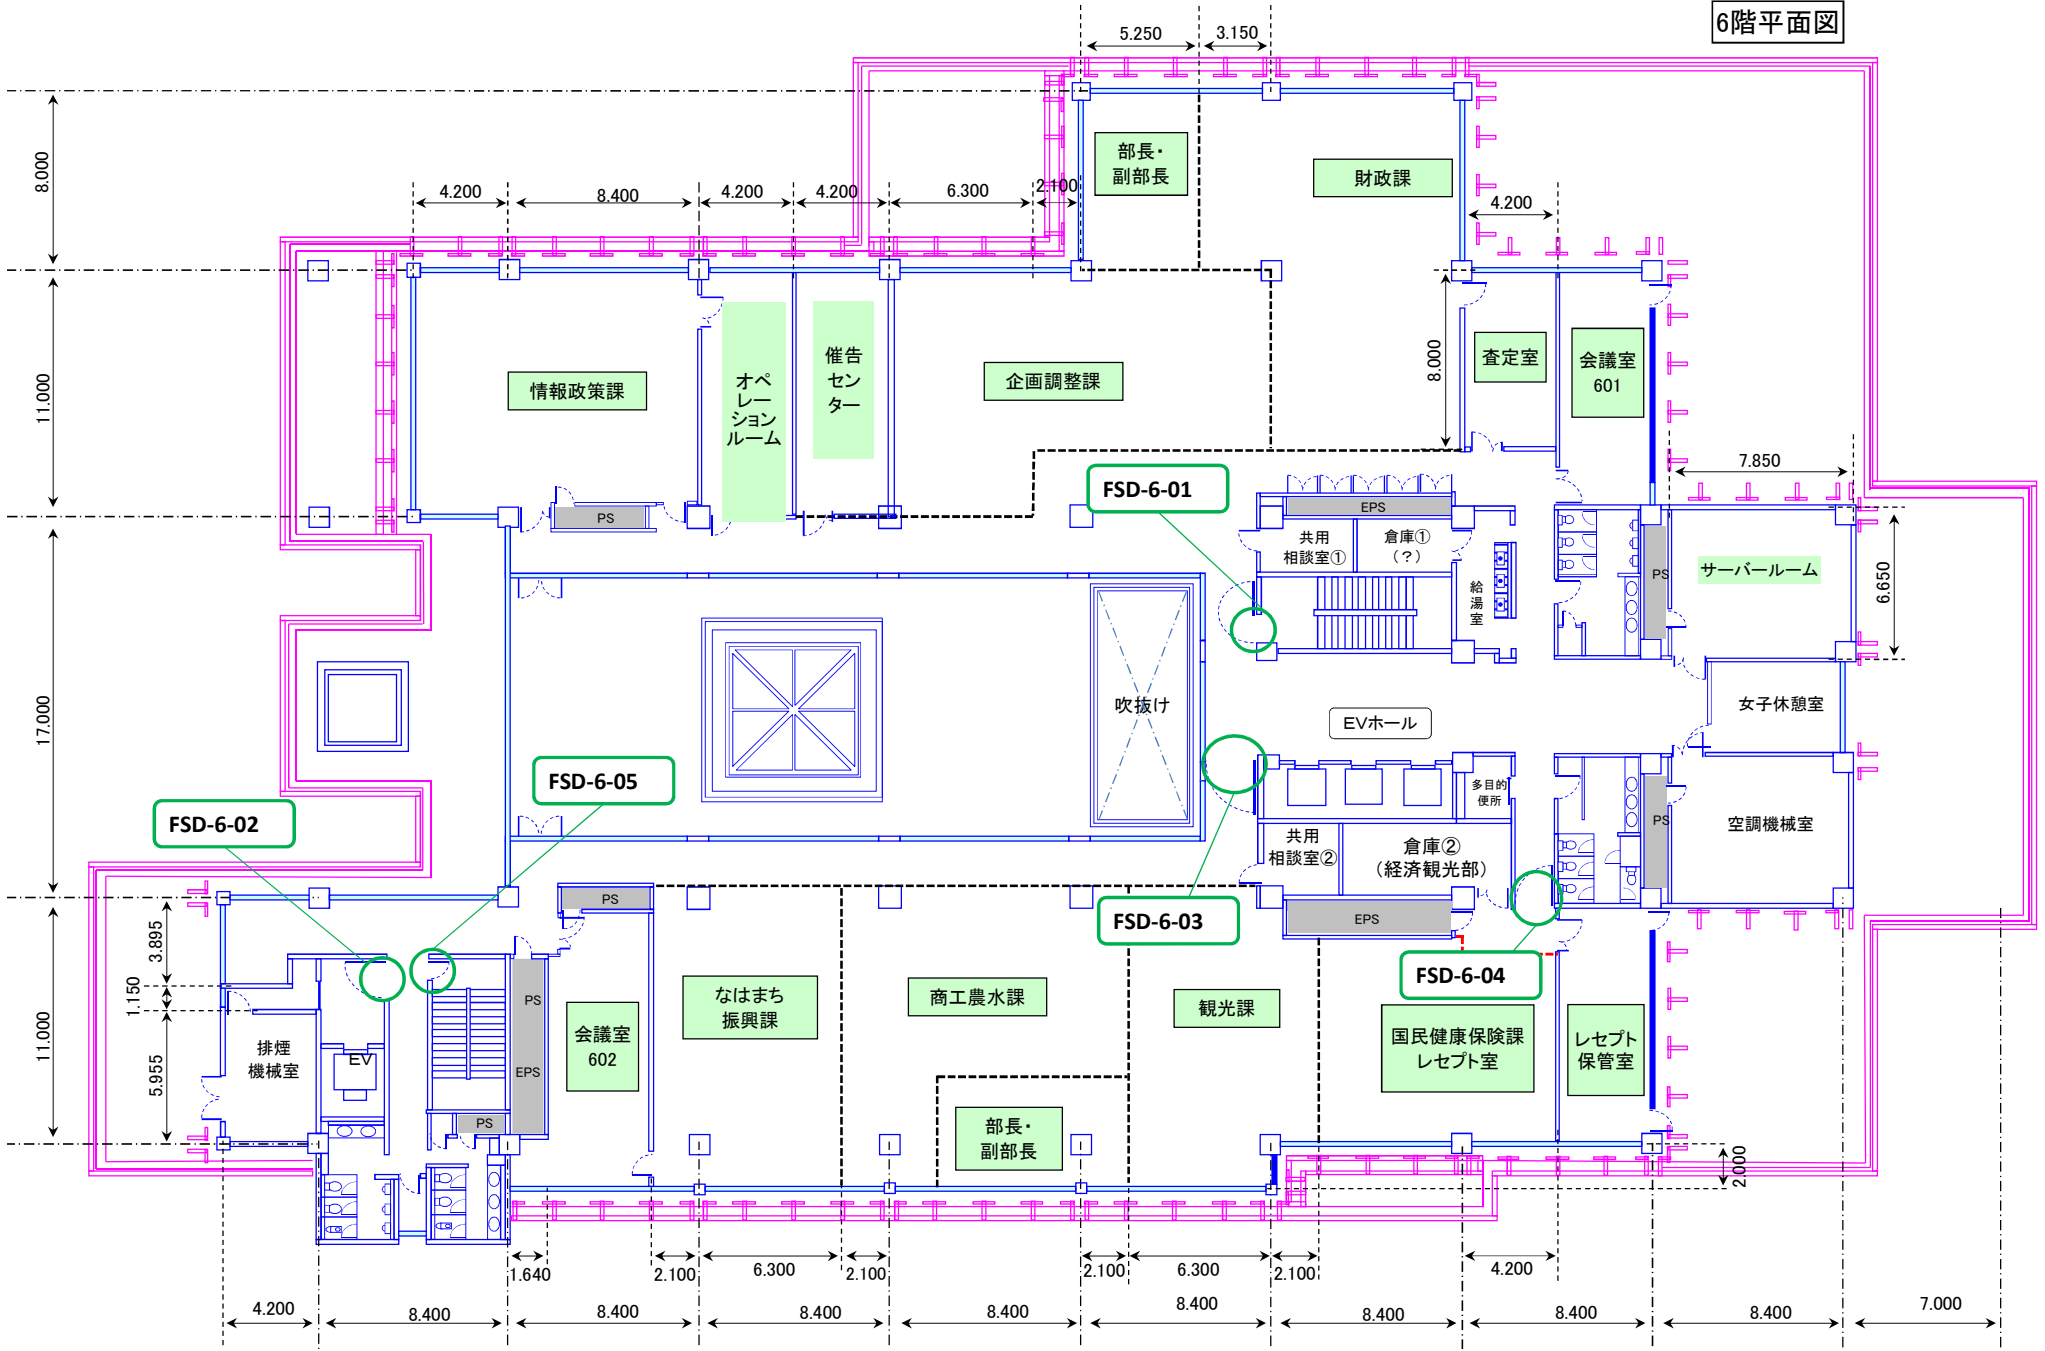 6階平面図
5.250
3.150
8.000
4.200
8.400
4.200
4.200
6.300
2.100
部長・
副部長
財政課
4.200
11.000
情報政策課
オペ
レー
ション
ルーム
催告
セン
ター
企画調整課
8.000
査定室
会議室
601
7.850
FSD-6-01
PS
EPS
共用
相談室①
倉庫①
(?)
給
湯
室
PS
サーバールーム
6.650
17.000
吹抜け
EVホール
女子休憩室
FSD-6-05
FSD-6-02
多目的
便所
PS
空調機械室
共用
相談室②
倉庫②
(経済観光部)
PS
FSD-6-03
EPS
FSD-6-04
3.895
1.150
11.000
5.955
排煙
機械室
EV
PS
EPS
PS
会議室
602
なはまち
振興課
商工農水課
観光課
国民健康保険課
レセプト室
レセプト
保管室
部長・
副部長
2.000
1.640
2.100
6.300
2.100
2.100
6.300
2.100
4.200
4.200
8.400
8.400
8.400
8.400
8.400
8.400
8.400
8.400
7.000